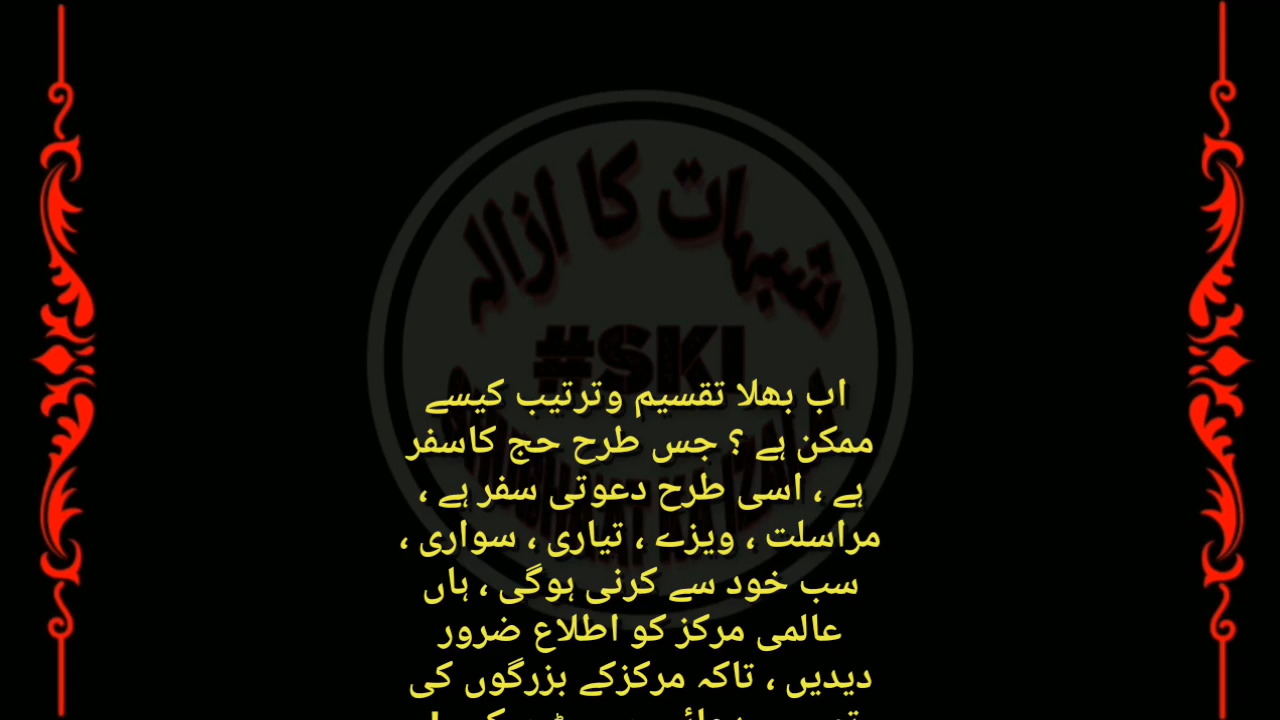 شبہات کا ازالہ
#SKI
اب بھلا تقسیم وترتیب کیسے
ممکن ہے ؟ جس طرح حج کاسفر
ہے ، اسی طرح دعوتی سفر ہے ،
مراسلت ، ویزے ، تیاری ، سواری ،
سب خود سے کرنی ہوگی ، ہاں
عالمی مرکز کو اطلاع ضرور
دیدیں ، تاکہ مرکزکے بزرگوں کی